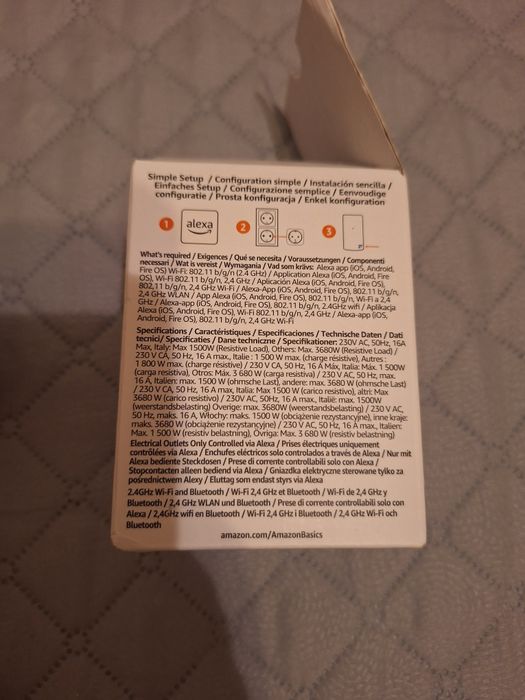 Simple Setup / Configuration simple / Instalación sencilla /
Einfaches Setup / Configurazione semplice / Eenvoudige
configuratie / Prosta konfiguracja / Enkel konfiguration
1 alexa 2 3
What's required / Exigences / Qué se necesita / Voraussetzungen / Componenti
necessari / Wat is vereist / Wymagania / Vad som krävs: Alexa app (iOS, Android,
Fire OS) Wi-Fi: 802.11 b/g/n (2.4 GHz) / Application Alexa (iOS, Android, Fire
OS), Wi-Fi 802.11 b/g/n, 2,4 GHz / Aplicación Alexa (iOS, Android, Fire OS),
802.11 b/g/n, 2,4 GHz Wi-Fi / Alexa-App (iOS, Android, Fire OS), 802.11 b/g/n,
2,4 GHz WLAN / App Alexa (iOS, Android, Fire OS), 802.11 b/g/n, Wi-Fi a 2,4
GHz / Alexa-app (iOS, Android, Fire OS), 802.11 b/g/n, 2.4GHz wifi / Aplikacja
Alexa (iOS, Android, Fire OS), Wi-Fi 802.11 b/g/n, 2,4 GHz / Alexa-app (iOS,
Android, Fire OS), 802.11 b/g/n, 2,4 GHz Wi-Fi
Specifications / Caractéristiques / Especificaciones / Technische Daten / Dati
tecnici / Specificaties / Dane techniczne / Specifikationer: 230V AC, 50Hz, 16A
Max, Italy: Max 1500W (Resistive Load), Others: Max. 3680W (Resistive Load) /
230 V CA, 50 Hz, 16 A max., Italie : 1 500 W max. (charge résistive), Autres :
1 800 W max. (charge résistive) / 230 V CA, 50 Hz, 16 A Máx, Italia: Máx. 1 500W
(carga resistiva), Otros: Máx. 3 680 W (carga resistiva) / 230 V AC, 50 Hz, max.
16 A, Italien: max. 1500 W (ohmsche Last), andere: max. 3680 W (ohmsche Last)
/ 230 V CA, 50 Hz, 16 A max, Italia: max 1500 W (carico resistivo), altri: Max
3680 W (carico resistivo) / 230 V AC, 50Hz, 16 A max., Italië: max. 1500W
(weerstandsbelasting) Overige: max. 3680W (weerstandsbelasting) / 230 V AC,
50 Hz, maks. 16 A, Włochy: maks. 1500 W (obciążenie rezystancyjne), inne kraje:
maks. 3680 W (obciążenie rezystancyjne) / 230 V AC, 50 Hz, 16 A max., Italien:
Max. 1 500 W (resistiv belastning), Övriga: Max. 3 680 W (resistiv belastning)
Electrical Outlets Only Controlled via Alexa / Prises électriques uniquement
contrôlées via Alexa / Enchufes eléctricos solo controlados a través de Alexa / Nur mit
Alexa bediente Steckdosen / Prese di corrente controllabili solo con Alexa /
Stopcontacten alleen bediend via Alexa / Gniazdka elektryczne sterowane tylko za
pośrednictwem Alexy / Eluttag som endast styrs via Alexa
2.4GHz Wi-Fi and Bluetooth / Wi-Fi 2,4 GHz et Bluetooth / Wi-Fi de 2,4 GHz y
Bluetooth / 2,4 GHz WLAN und Bluetooth / Prese di corrente controllabili solo con
Alexa / 2,4GHz wifi en Bluetooth / Wi-Fi 2,4 GHz i Bluetooth / 2,4 GHz Wi-Fi och
Bluetooth
amazon.com/AmazonBasics